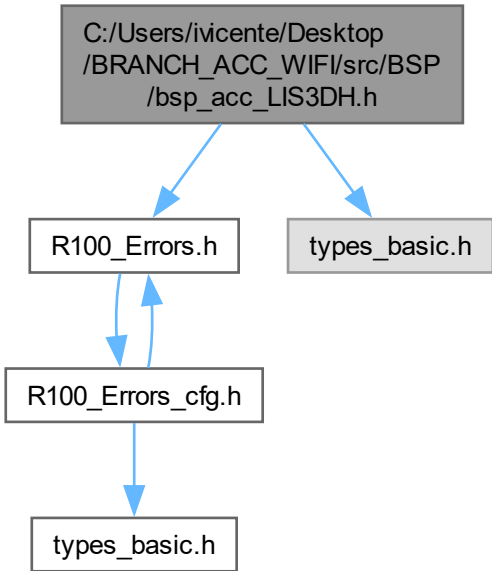 C:/Users/ivicente/Desktop
/BRANCH_ACC_WIFI/src/BSP
/bsp_acc_LIS3DH.h
R100_Errors.h
types_basic.h
R100_Errors_cfg.h
types_basic.h